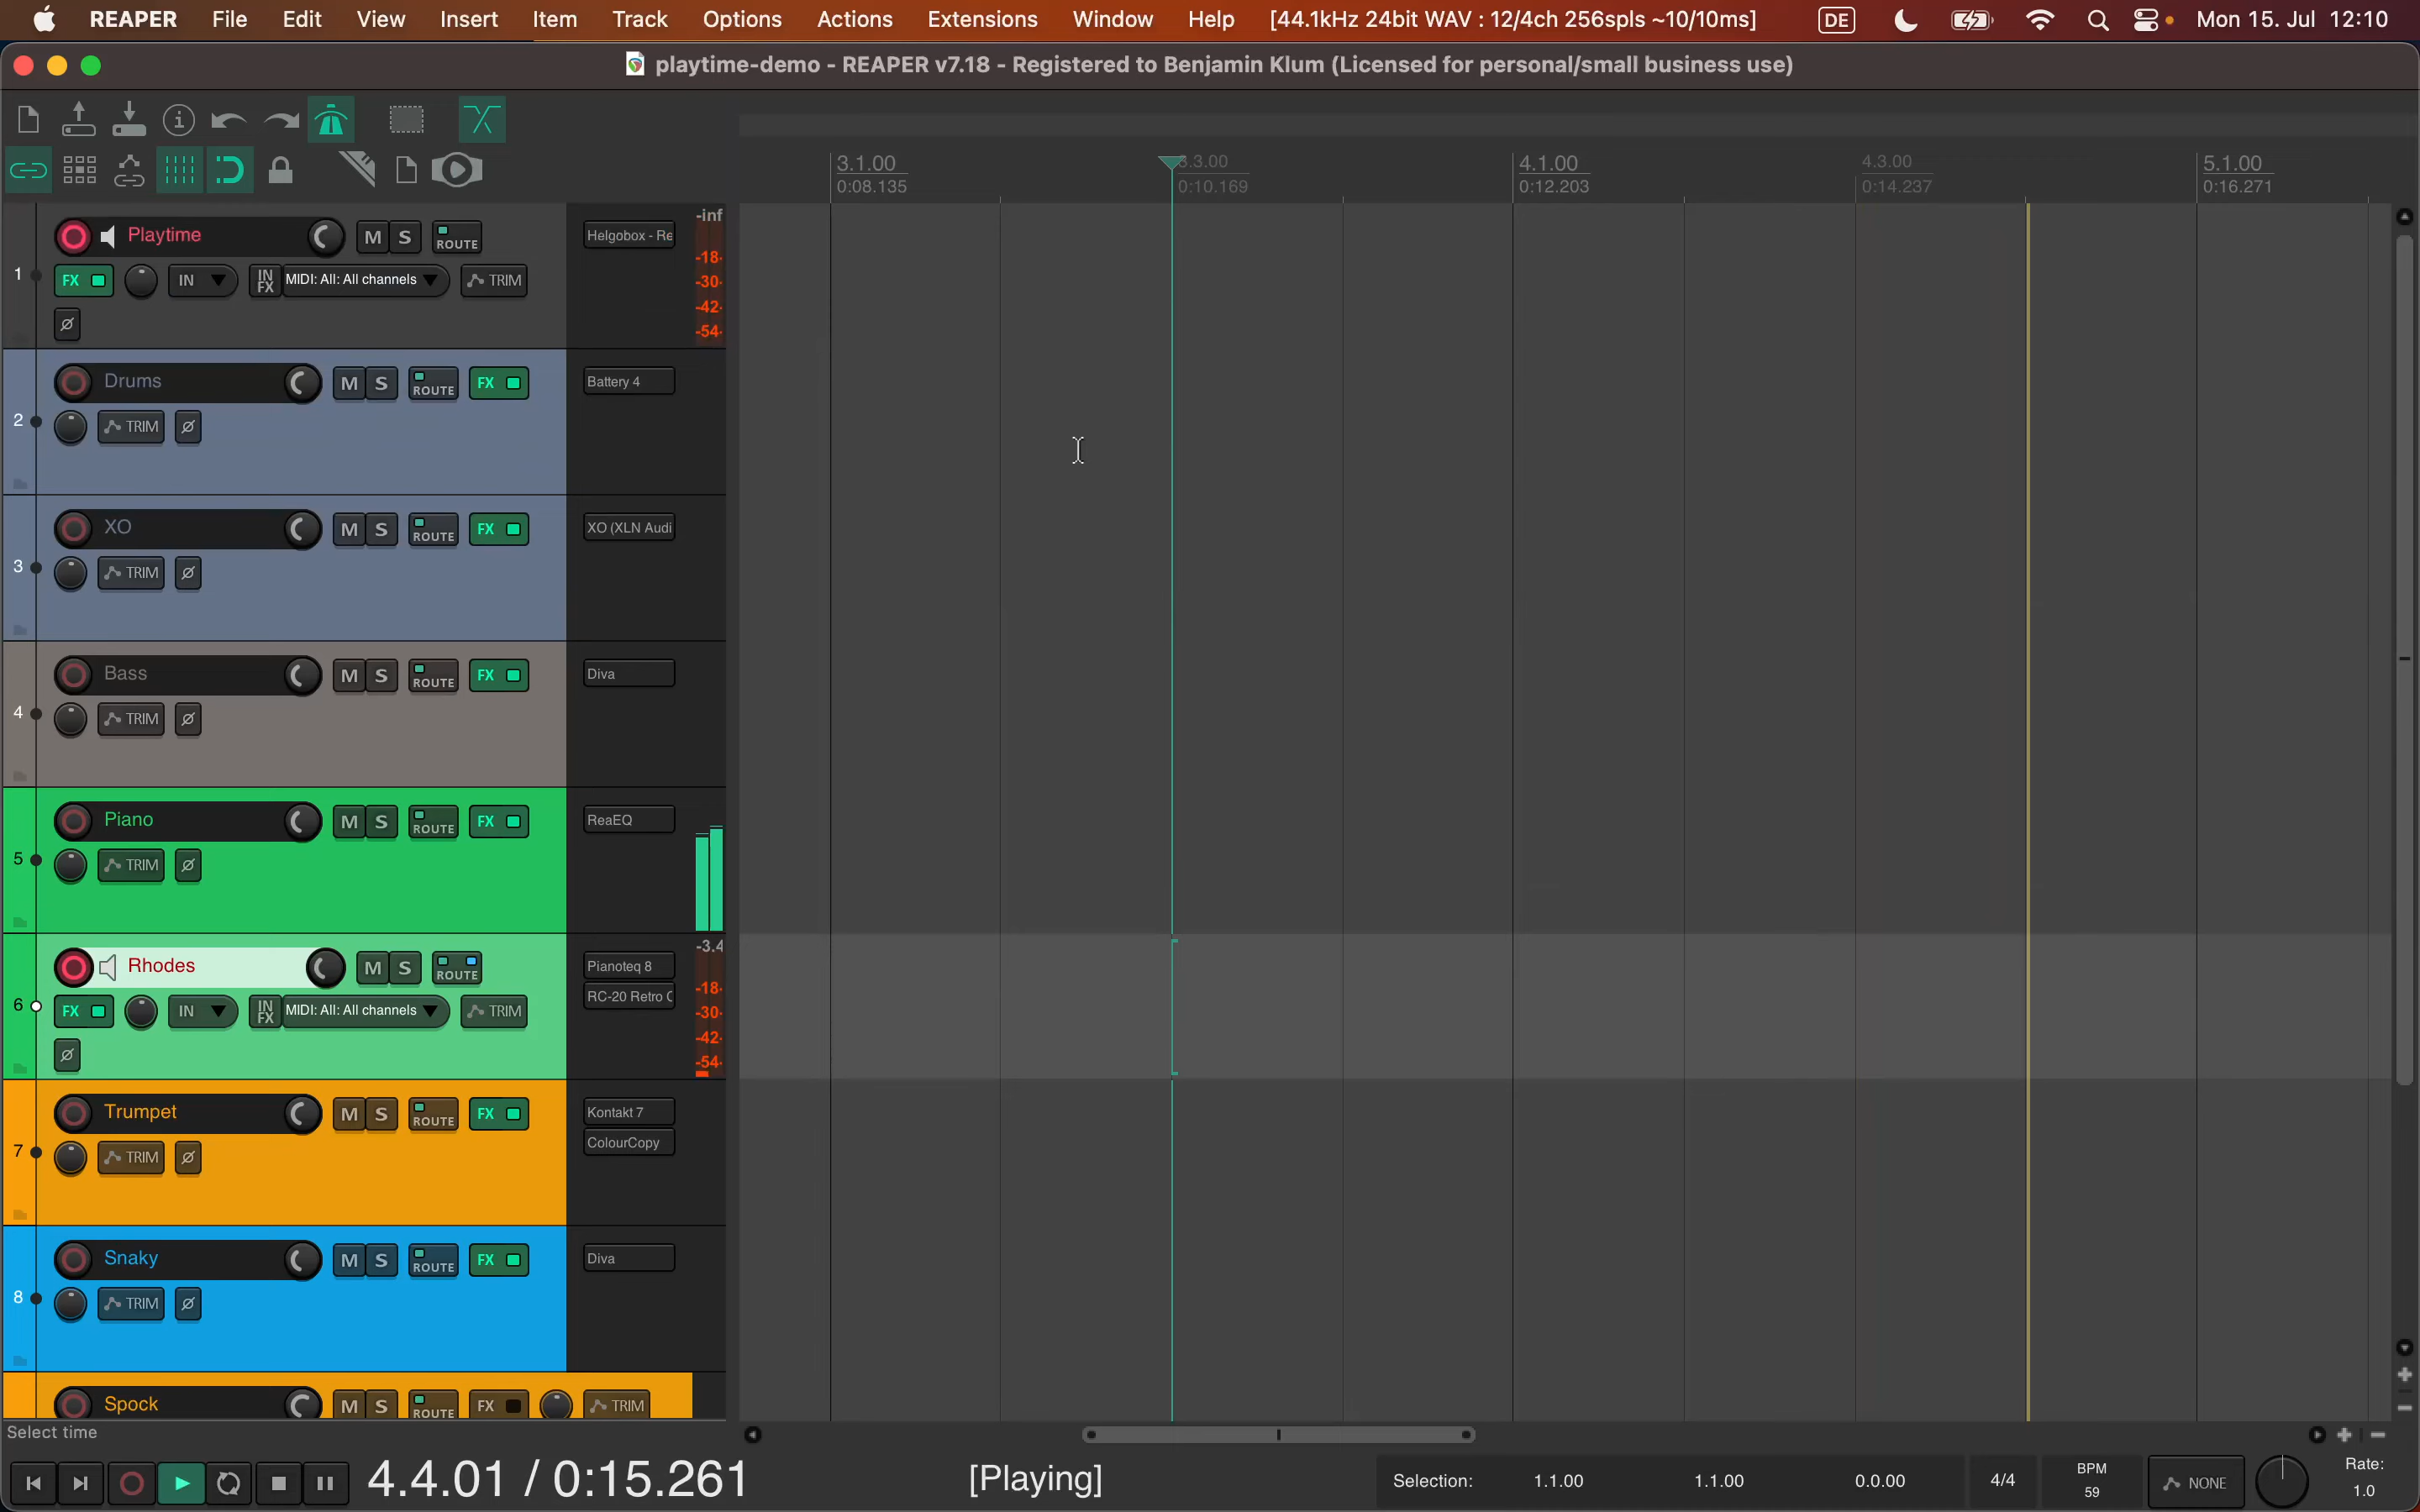 REAPER File Edit View Insert Item Track Options Actions Extensions Window Help [44.1kHz 24bit WAV : 12/4ch 256spls ~10/10ms] DE Mon 15. Jul 12:10
playtime-demo - REAPER v7.18 - Registered to Benjamin Klum (Licensed for personal/small business use)
3.1.00 3.3.00 4.1.00 4.3.00 5.1.00
0:08.135 0:10.169 0:12.203 0:14.237 0:16.271
1 Playtime M S ROUTE Helgobox - Re -inf
FX IN IN FX MIDI: All: All channels TRIM
-18-
-30-
-42-
-54-
2 Drums M S ROUTE FX Battery 4
TRIM
3 XO M S ROUTE FX XO (XLN Audi
TRIM
4 Bass M S ROUTE FX Diva
TRIM
5 Piano M S ROUTE FX ReaEQ
TRIM
6 Rhodes M S ROUTE Pianoteq 8 -3.4
RC-20 Retro C
FX IN IN FX MIDI: All: All channels TRIM
-18-
-30-
-42-
-54-
7 Trumpet M S ROUTE FX Kontakt 7
ColourCopy
TRIM
8 Snaky M S ROUTE FX Diva
TRIM
Spock M S ROUTE FX TRIM
Select time
4.4.01 / 0:15.261 [Playing] Selection: 1.1.00 1.1.00 0.0.00 4/4 BPM 59 NONE Rate: 1.0